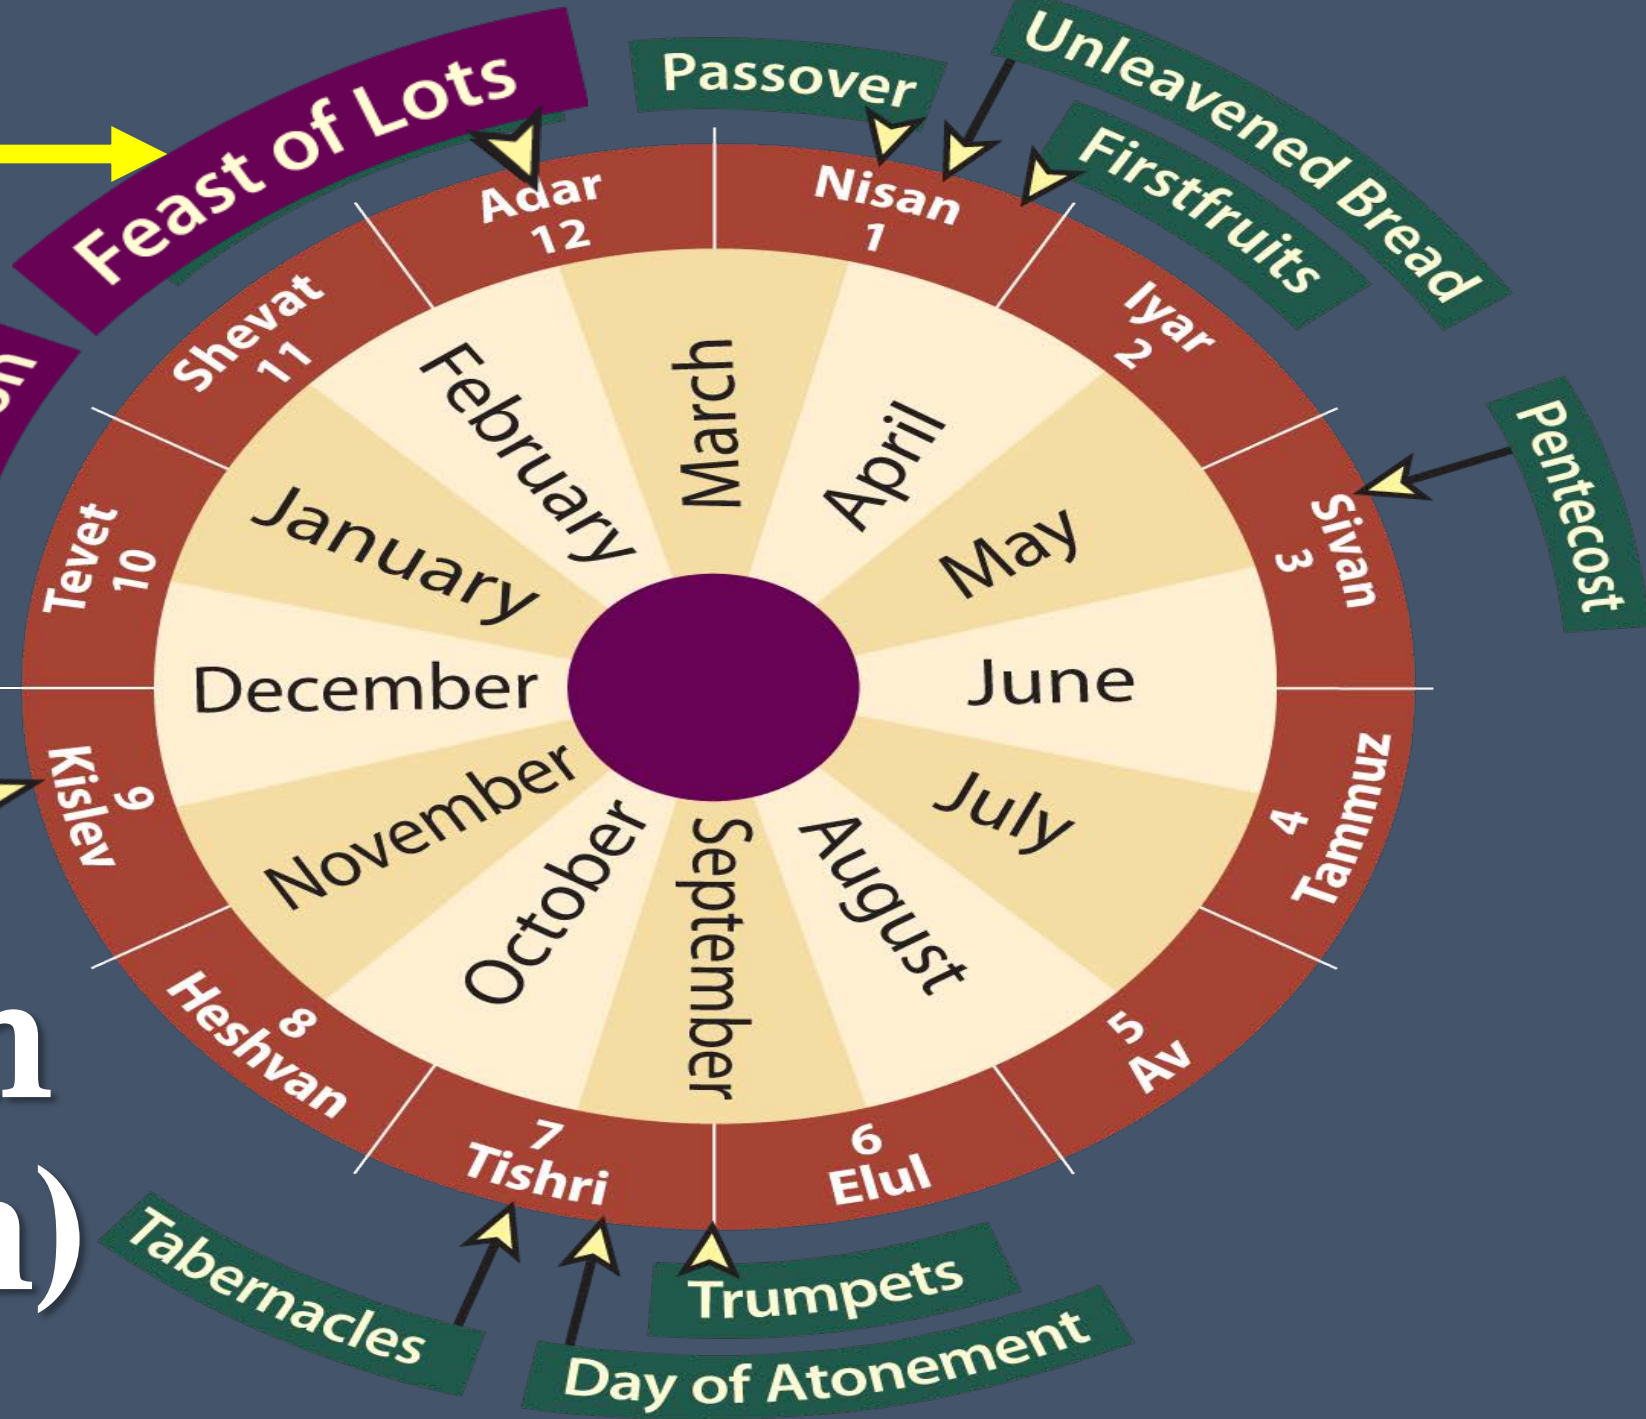 Feast of Lots
Passover
Unleavened Bread
Firstfruits
Pentecost
Adar
12
Nisan
1
Iyar
2
Sivan
3
4
Tammuz
5
Av
6
Elul
7
Tishri
8
Heshvan
9
Kislev
Tevet
10
Shevat
11
March
April
May
June
July
August
September
October
November
December
January
February
Tabernacles
Trumpets
Day of Atonement